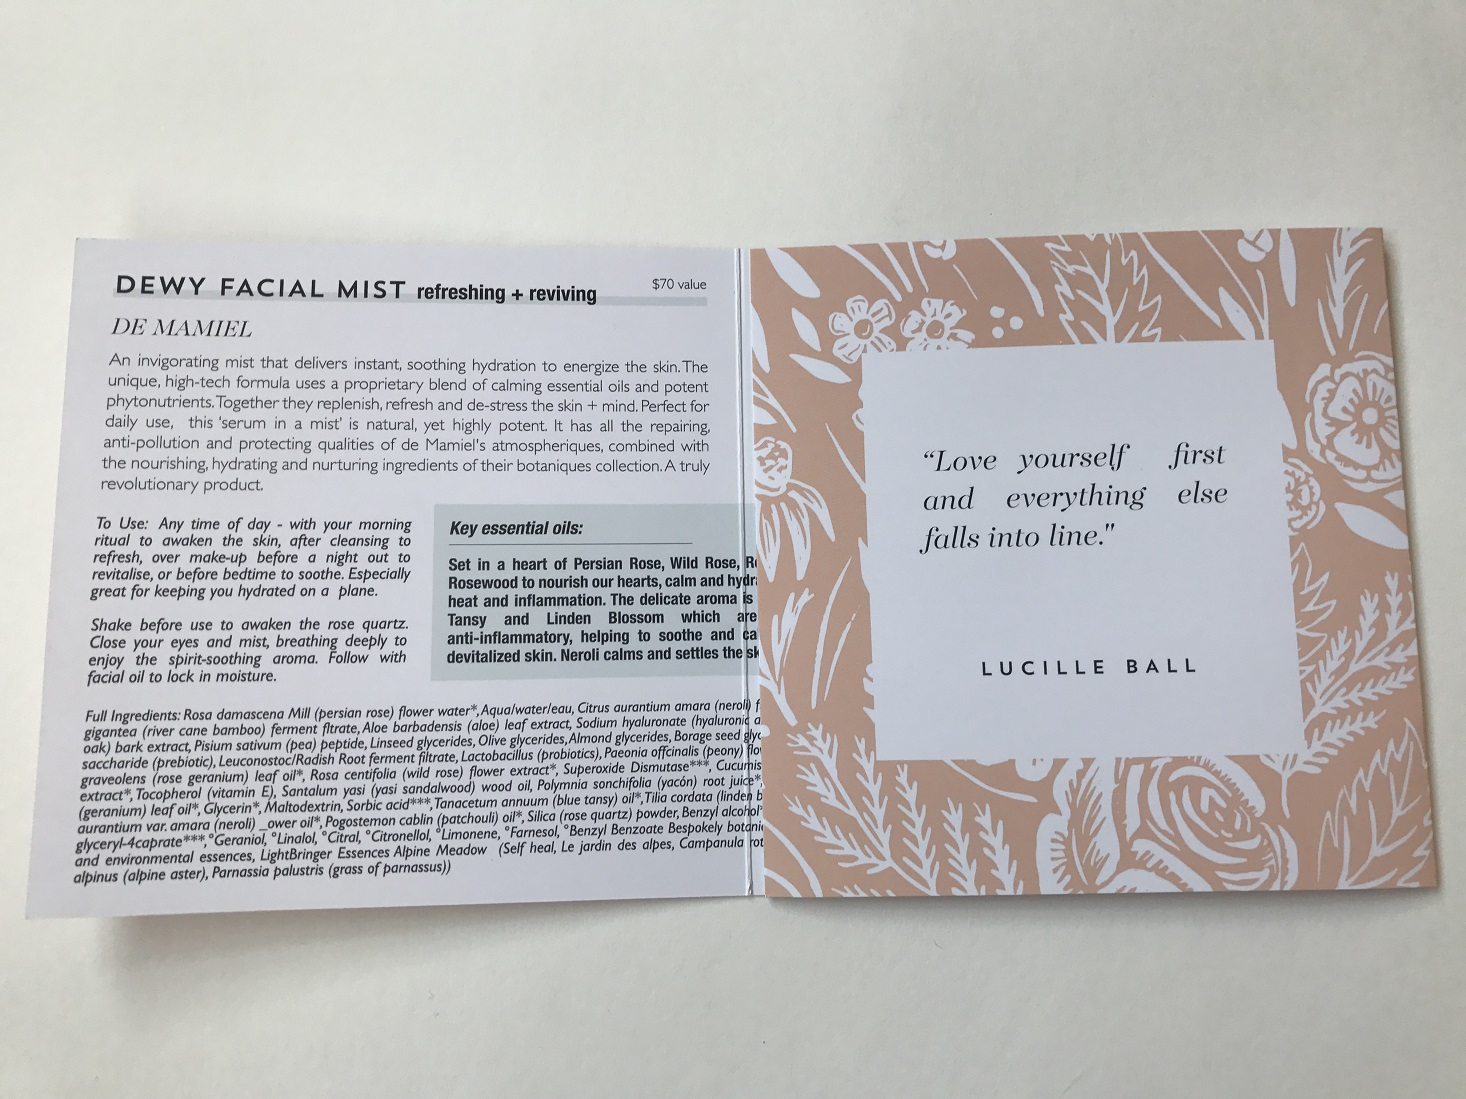 DEWY FACIAL MIST refreshing + reviving $70 value
DE MAMIEL
An invigorating mist that delivers instant, soothing hydration to energize the skin. The
unique, high-tech formula uses a proprietary blend of calming essential oils and potent
phytonutrients. Together they replenish, refresh and de-stress the skin + mind. Perfect for
daily use, this 'serum in a mist' is natural, yet highly potent. It has all the repairing,
anti-pollution and protecting qualities of de Mamiel's atmospheriques, combined with
the nourishing, hydrating and nurturing ingredients of their botaniques collection. A truly
revolutionary product.
To Use: Any time of day - with your morning
ritual to awaken the skin, after cleansing to
refresh, over make-up before a night out to
revitalise, or before bedtime to soothe. Especially
great for keeping you hydrated on a plane.
Shake before use to awaken the rose quartz.
Close your eyes and mist, breathing deeply to
enjoy the spirit-soothing aroma. Follow with
facial oil to lock in moisture.
Key essential oils:
Set in a heart of Persian Rose, Wild Rose,
Rosewood to nourish our hearts, calm and
heat and inflammation. The delicate aroma is
Tansy and Linden Blossom which are
anti-inflammatory, helping to soothe and
devitalized skin. Neroli calms and settles the
Full Ingredients: Rosa damascena Mill (persian rose) flower water*, Aqua/water/eau, Citrus aurantium amara (neroli)
gigantea (river cane bamboo) ferment fltrate, Aloe barbadensis (aloe) leaf extract, Sodium hyaluronate (hyaluronic
oak) bark extract, Pisium sativum (pea) peptide, Linseed glycerides, Olive glycerides, Almond glycerides, Borage seed
saccharide (prebiotic), Leuconostoc/Radish Root ferment filtrate, Lactobacillus (probiotics), Paeonia offcinalis (peony)
graveolens (rose geranium) leaf oil*, Rosa centifolia (wild rose) flower extract*, Superoxide Dismutase***, Cucumis
extract*, Tocopherol (vitamin E), Santalum yasi (yasi sandalwood) wood oil, Polymnia sonchifolia (yacón) root juice*,
(geranium) leaf oil*, Glycerin*, Maltodextrin, Sorbic acid***, Tanacetum annuum (blue tansy) oil*, Tilia cordata (linden
aurantium var. amara (neroli) _ower oil*, Pogostemon cablin (patchouli) oil*, Silica (rose quartz) powder, Benzyl alcohol
glyceryl-4caprate***, °Geraniol, °Linalol, °Citral, °Citronellol, °Limonene, °Farnesol, °Benzyl Benzoate Bespokely
and environmental essences, LightBringer Essences Alpine Meadow (Self heal, Le jardin des alpes, Campanula
alpinus (alpine aster), Parnassia palustris (grass of parnassus))
“Love yourself first
and everything else
falls into line."
LUCILLE BALL